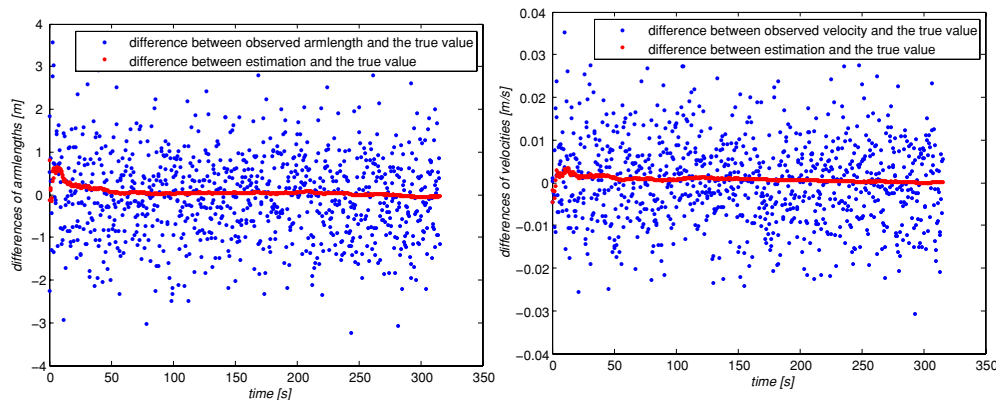 4
3
2
1
0
−1
−2
−3
−4
differences of armlengths [m]
difference between observed armlength and the true value
difference between estimation and the true value
0 50 100 150 200 250 300 350
time [s]
0.04
0.03
0.02
0.01
0
−0.01
−0.02
−0.03
−0.04
differences of velocities [m/s]
difference between observed velocity and the true value
difference between estimation and the true value
0 50 100 150 200 250 300 350
time [s]